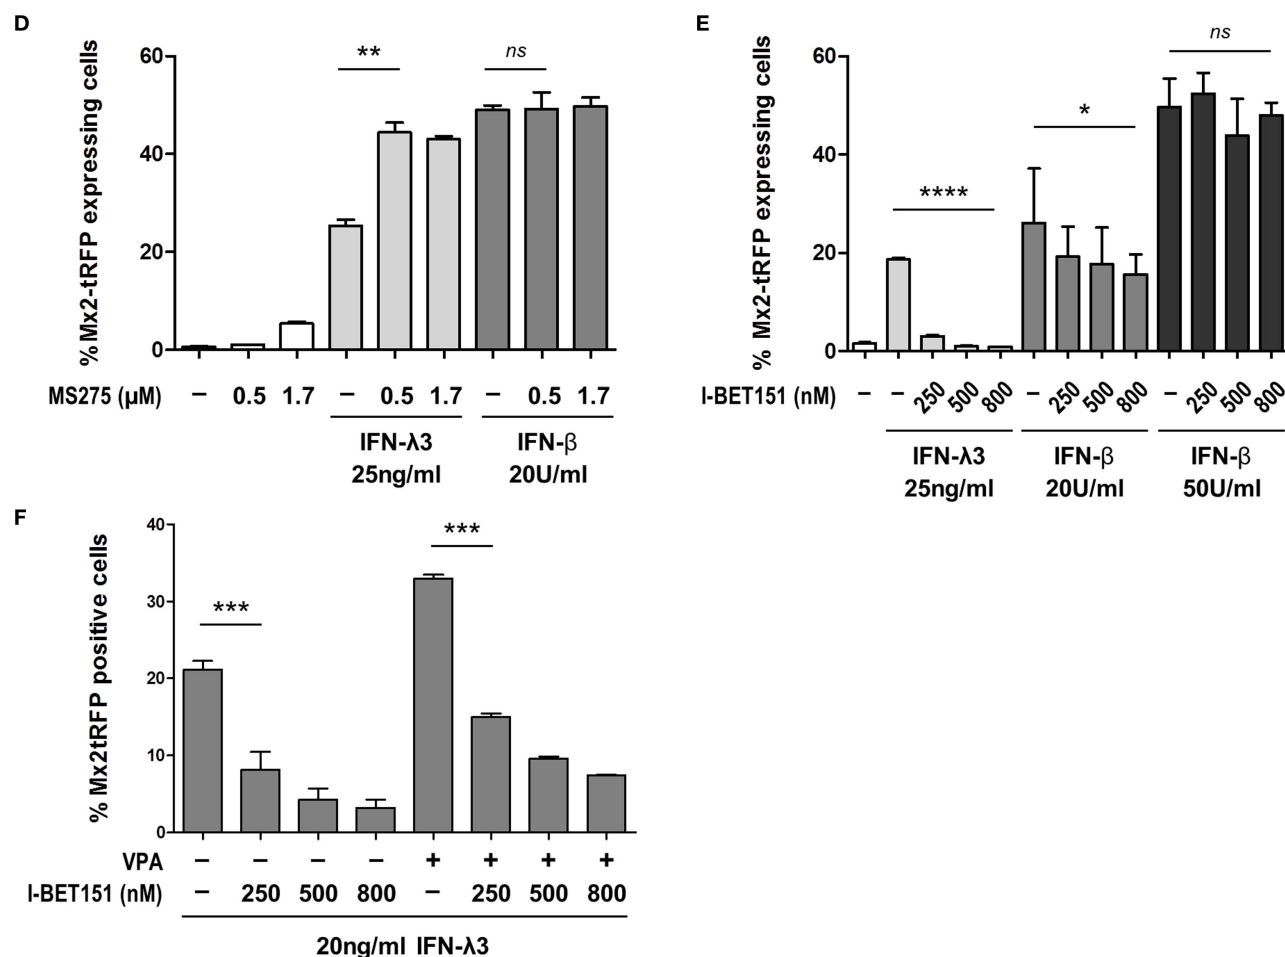 D
% Mx2-tRFP expressing cells
60
40
20
0
** ns
MS275 (µM) – 0.5 1.7 – 0.5 1.7 – 0.5 1.7
IFN-λ3 IFN-β
25ng/ml 20U/ml
E
% Mx2-tRFP expressing cells
60
40
20
0
**** * ns
I-BET151 (nM) – – 250 500 800 – 250 500 800 – 250 500 800
IFN-λ3 IFN-β IFN-β
25ng/ml 20U/ml 50U/ml
F
% Mx2tRFP positive cells
40
30
20
10
0
*** ***
VPA – – – – + + + +
I-BET151 (nM) – 250 500 800 – 250 500 800
20ng/ml IFN-λ3